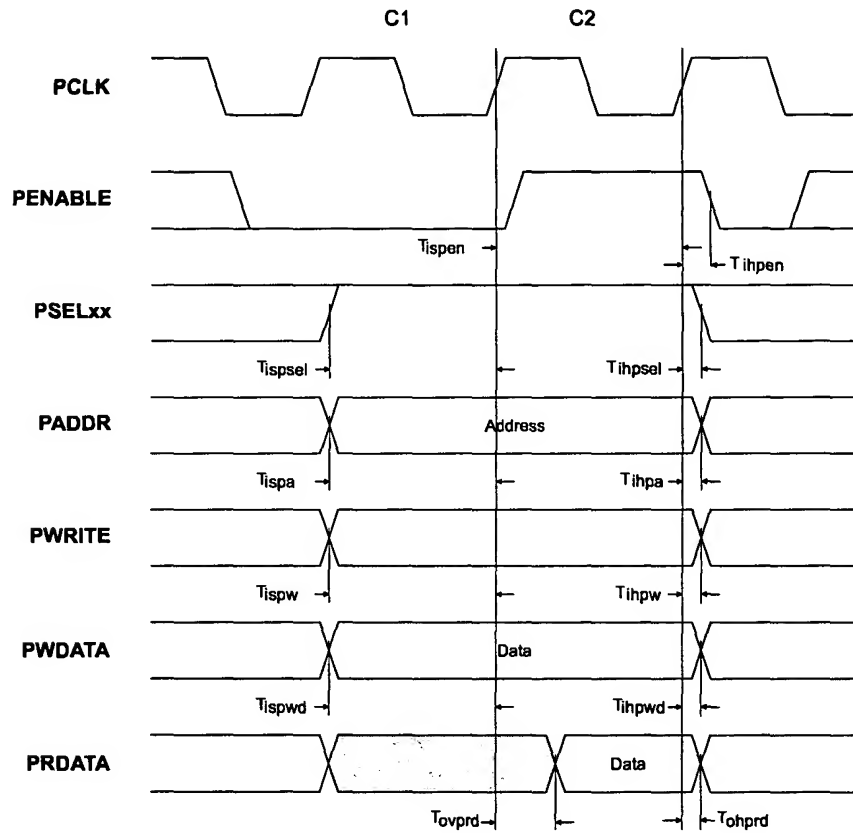 C1 C2
PCLK
PENABLE
Tispen
Tihpen
PSELxx
Tispsel Tihpsel
PADDR Address
Tispa Tihpa
PWRITE
Tispw Tihpw
PWDATA Data
Tispwd Tihpwd
PRDATA Data
Tovprd Tohprd